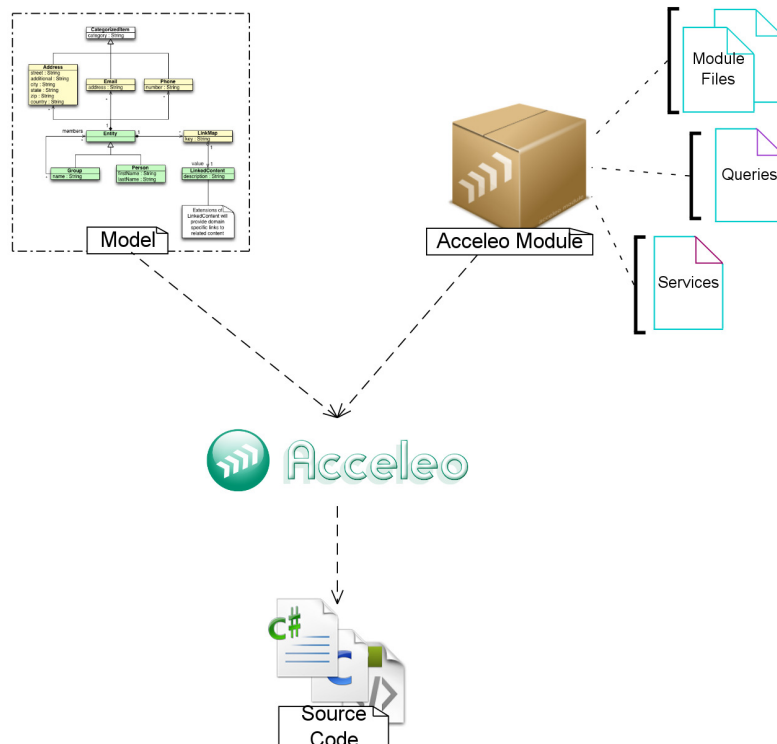 CategorizedItem
category : String
Address
street : String
additional : String
city : String
state : String
zip : String
country : String
Email
address : String
Phone
number : String
members
Entity
LinkMap
key : String
value
1
Group
name : String
Person
firstName : String
lastName : String
LinkedContent
description : String
Extensions of
LinkedContent will
provide domain
specific links to
related content
Model
Acceleo Module
Module
Files
Queries
Services
Acceleo
C#
C
</>
Source
Code